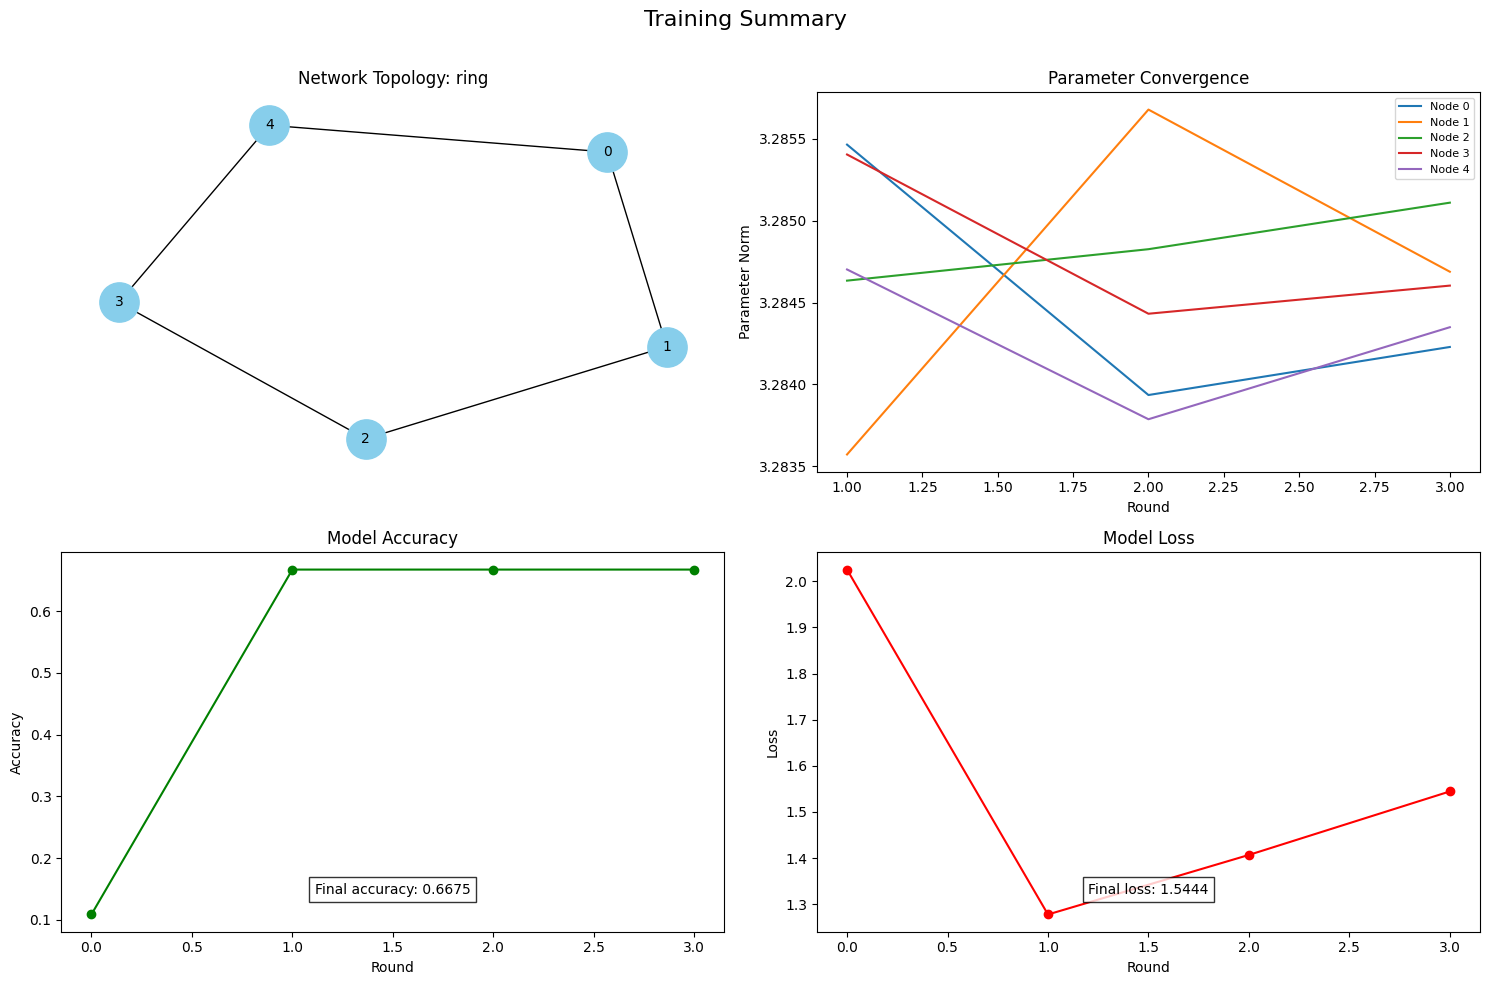 Training Summary
Network Topology: ring
4
0
3
1
2
Parameter Convergence
Node 0
Node 1
Node 2
Node 3
Node 4
3.2855
3.2850
3.2845
3.2840
3.2835
Parameter Norm
1.00 1.25 1.50 1.75 2.00 2.25 2.50 2.75 3.00
Round
Model Accuracy
0.6
0.5
0.4
0.3
0.2
0.1
Accuracy
Final accuracy: 0.6675
0.0 0.5 1.0 1.5 2.0 2.5 3.0
Round
Model Loss
2.0
1.9
1.8
1.7
1.6
1.5
1.4
1.3
Loss
Final loss: 1.5444
0.0 0.5 1.0 1.5 2.0 2.5 3.0
Round